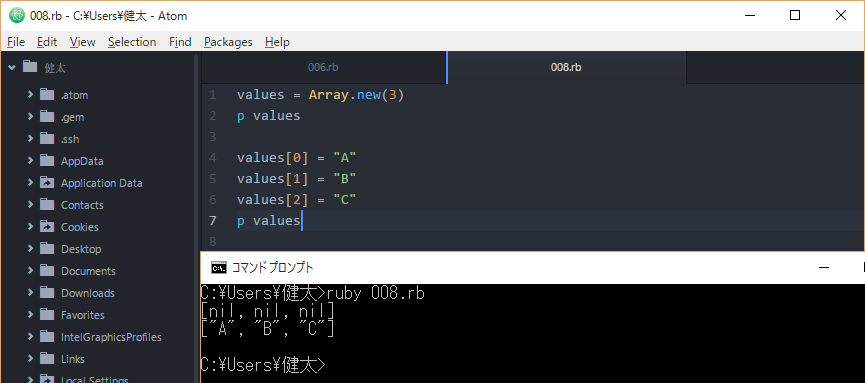 008.rb - C:¥Users¥健太 - Atom
File Edit View Selection Find Packages Help
健太
.atom
.gem
.ssh
AppData
Application Data
Contacts
Cookies
Desktop
Documents
Downloads
Favorites
IntelGraphicsProfiles
Links
Local Settings
006.rb 008.rb
1 values = Array.new(3)
2 p values
3
4 values[0] = "A"
5 values[1] = "B"
6 values[2] = "C"
7 p values
8
コマンドプロンプト
C:¥Users¥健太>ruby 008.rb
[nil, nil, nil]
["A", "B", "C"]
C:¥Users¥健太>